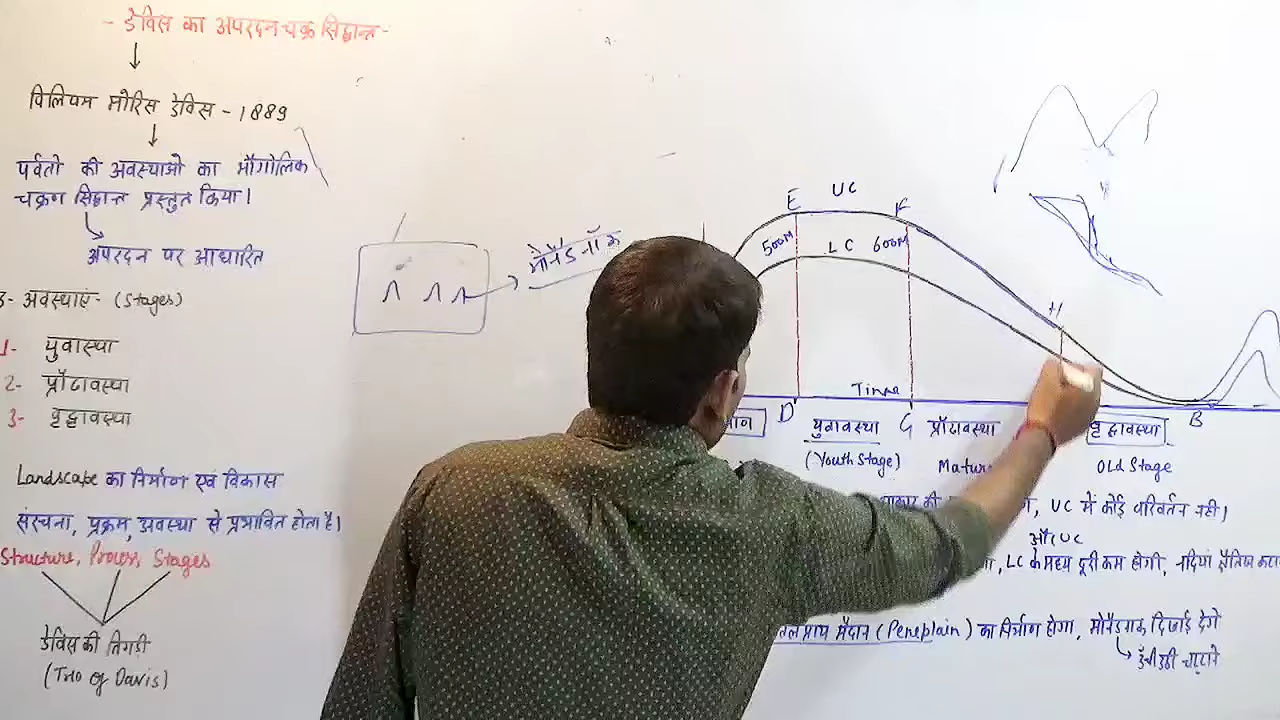 - डेविस का अपरदन चक्र सिद्धान्त -
विलियम मोरिस डेविस - 1889
पर्वतो की अवस्थाओ का भौगोलिक
चक्रण सिद्धान्त प्रस्तुत किया।
अपरदन पर आधारित
3- अवस्थाएं- (Stages)
1- युवास्था
2- प्रौढावस्था
3- वृद्धावस्था
Landscape का निर्माण एवं विकास
संरचना, प्रक्रम, अवस्था से प्रभावित होता है।
Structure, Process Stages
डेविस की तिगडी
(Trio of Davis)
मोनैडनॉक
E UC F
500M LC 600M
H
Time
D G B
युवावस्था प्रौढावस्था वृद्धावस्था
(Youth Stage) Matur Old Stage
UC में कोई परिवर्तन नही।
और UC
LC के मध्य दूरी कम होगी, नदियां
प्राय मैदान (Peneplain) का निर्माण होगा, दिखाई देगे